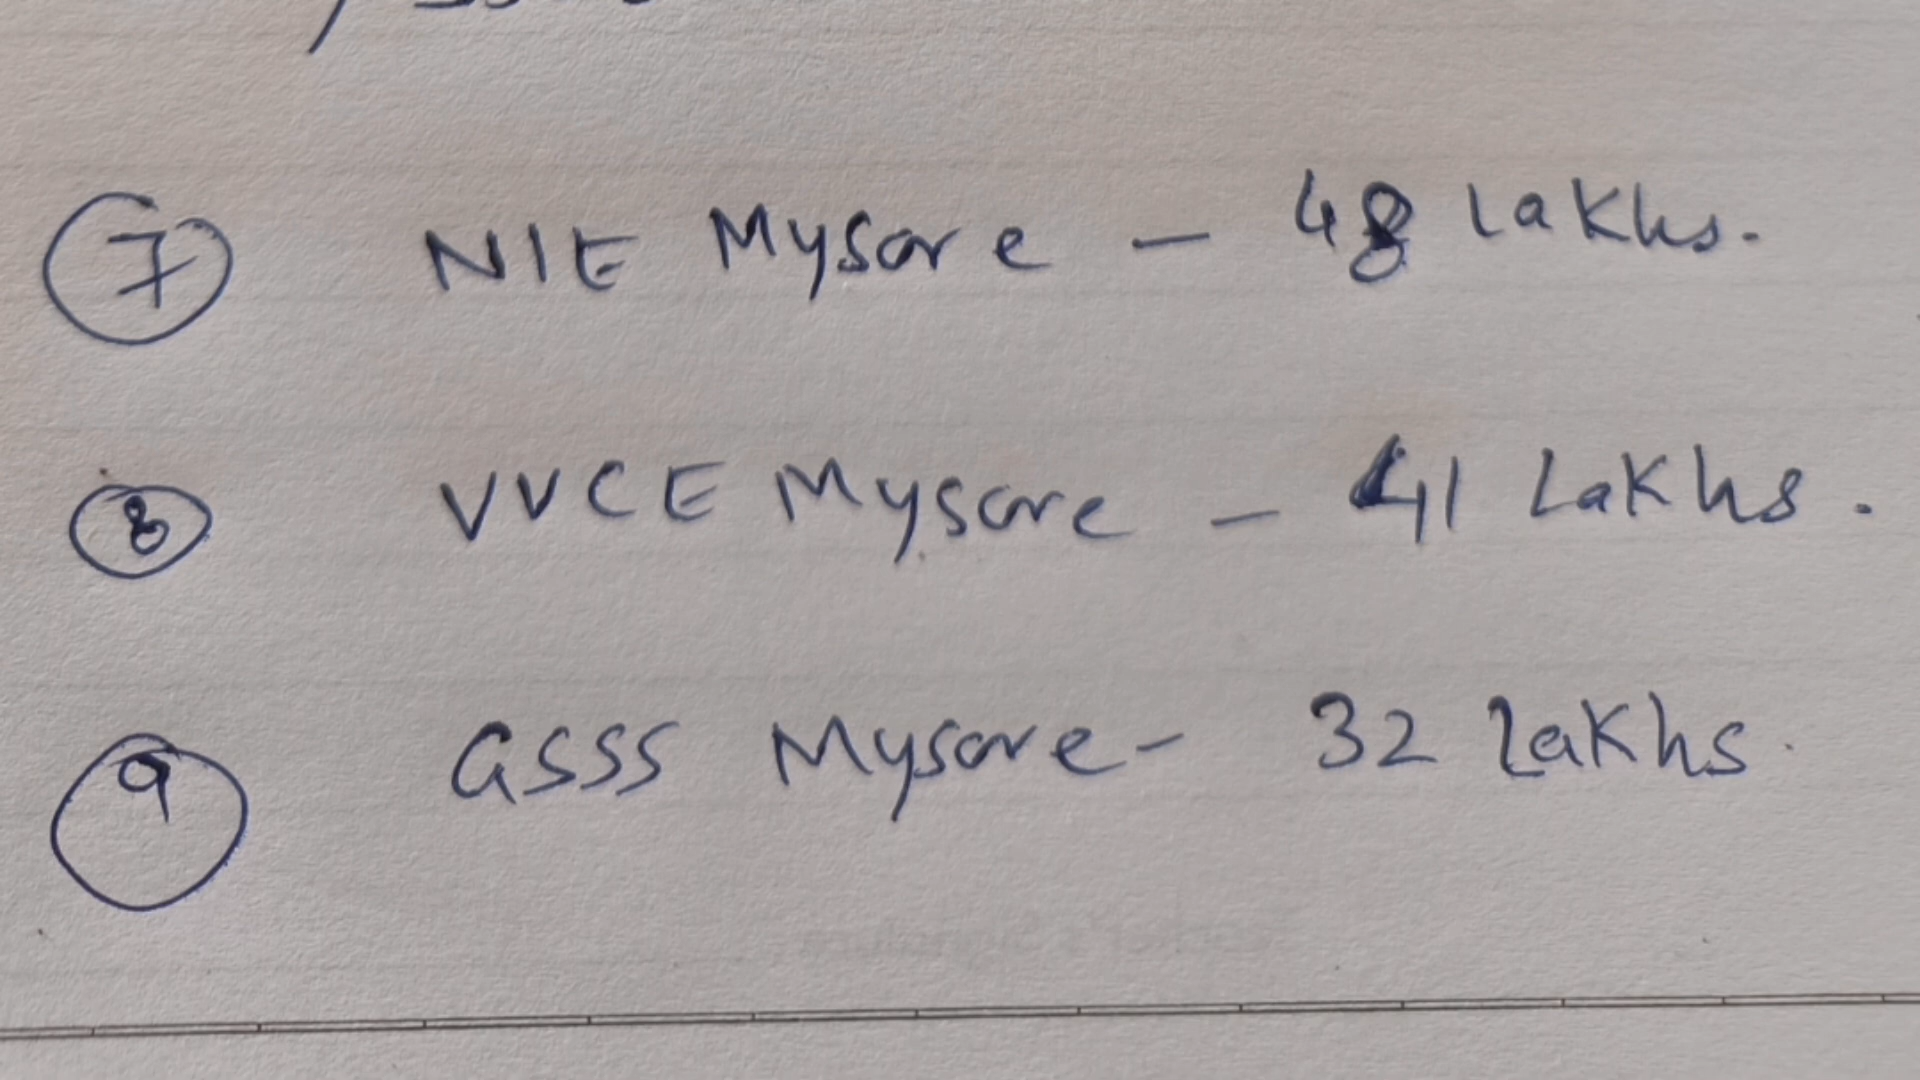 7 NIE Mysore - 48 Lakhs.
8 VVCE Mysore - 41 Lakhs.
9 GSSS Mysore - 32 Lakhs.